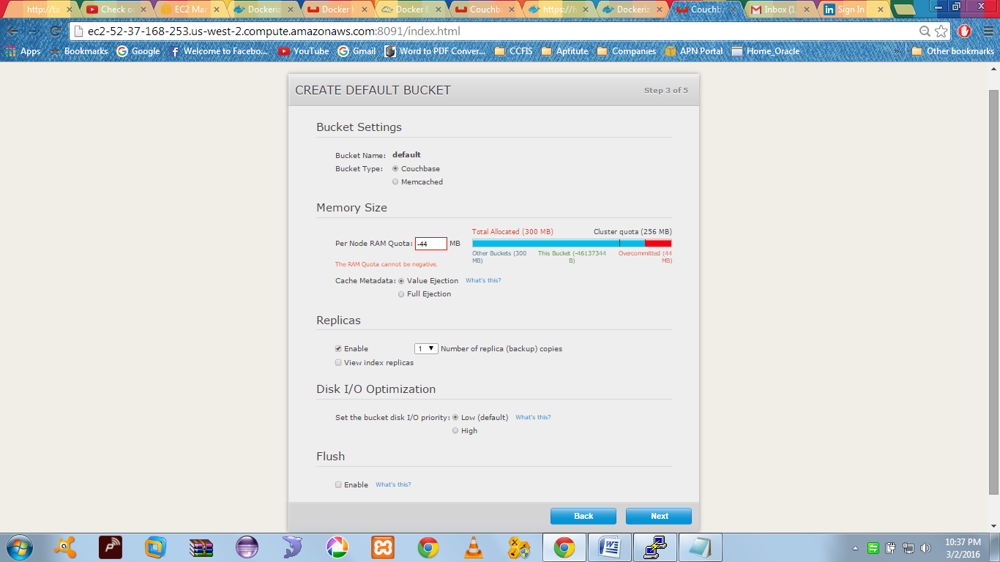 http://ta
Check o
EC2 Mar
Dockeriz
Docker
Docker E
Couchb
https://h
Dockeriz
Couchb
Inbox (1
Sign In
ec2-52-37-168-253.us-west-2.compute.amazonaws.com:8091/index.html
Apps Bookmarks Google Welcome to Facebo... YouTube Gmail Word to PDF Conver... CCFIS Aptitute Companies APN Portal Home_Oracle » Other bookmarks
CREATE DEFAULT BUCKET Step 3 of 5
Bucket Settings
Bucket Name: default
Bucket Type: Couchbase
Memcached
Memory Size
Total Allocated (300 MB) Cluster quota (256 MB)
Per Node RAM Quota: -44 MB
Other Buckets (300 MB) This Bucket (-46137344 B) Overcommitted (44 MB)
The RAM Quota cannot be negative.
Cache Metadata: Value Ejection What's this?
Full Ejection
Replicas
Enable 1 Number of replica (backup) copies
View index replicas
Disk I/O Optimization
Set the bucket disk I/O priority: Low (default) What's this?
High
Flush
Enable What's this?
Back Next
10:37 PM
3/2/2016